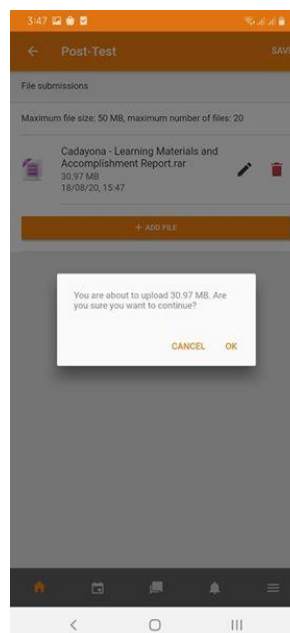 3:47
Post-Test
SAVE
File submissions
Maximum file size: 50 MB, maximum number of files: 20
Cadayona - Learning Materials and
Accomplishment Report.rar
30.97 MB
18/08/20, 15:47
+ ADD FILE
You are about to upload 30.97 MB. Are
you sure you want to continue?
CANCEL OK